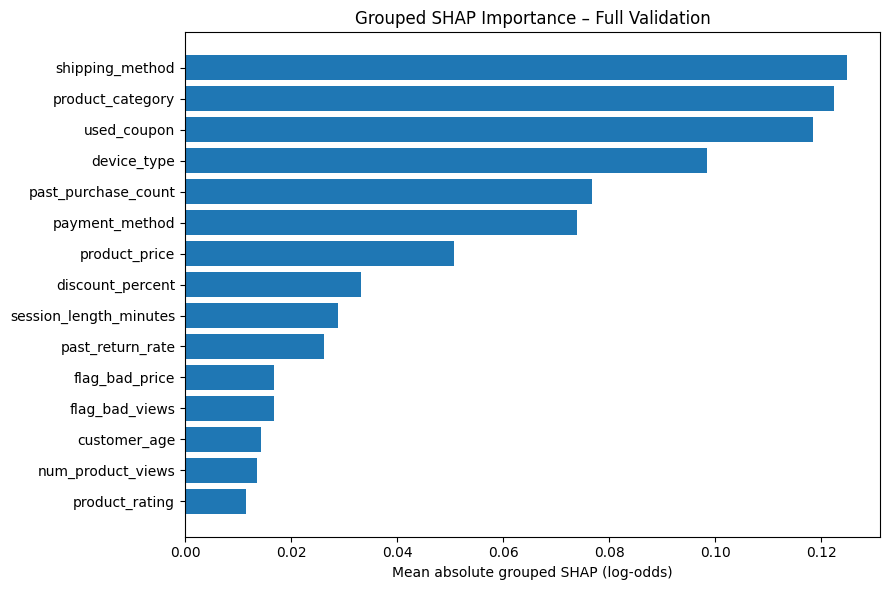 Grouped SHAP Importance – Full Validation
shipping_method
product_category
used_coupon
device_type
past_purchase_count
payment_method
product_price
discount_percent
session_length_minutes
past_return_rate
flag_bad_price
flag_bad_views
customer_age
num_product_views
product_rating
0.00 0.02 0.04 0.06 0.08 0.10 0.12
Mean absolute grouped SHAP (log-odds)